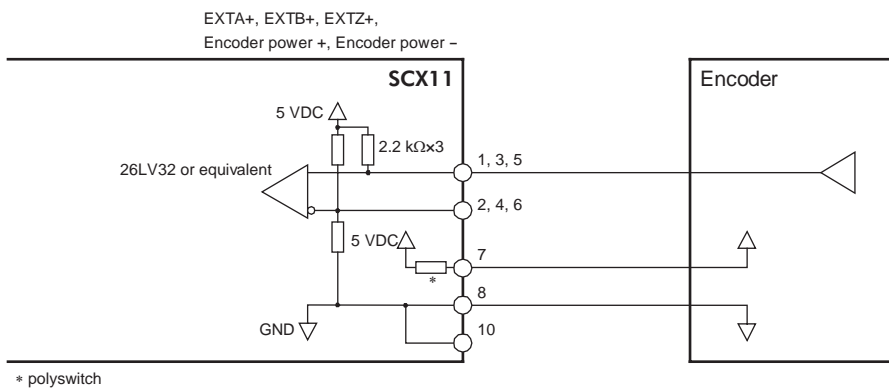 EXTA+, EXTB+, EXTZ+,
Encoder power +, Encoder power −
SCX11
Encoder
5 VDC
2.2 kΩ×3
26LV32 or equivalent
1, 3, 5
2, 4, 6
5 VDC
7
*
8
GND
10
* polyswitch